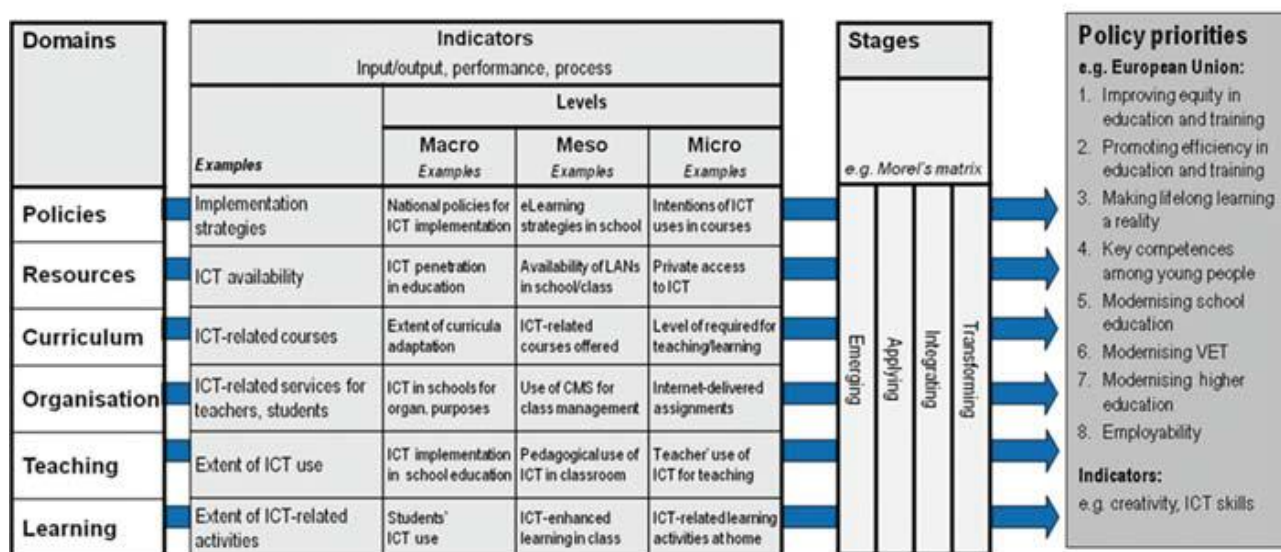 Domains
Policies
Resources
Curriculum
Organisation
Teaching
Learning
Indicators
Input/output, performance, process
Levels
Examples
Macro
Examples
Meso
Examples
Micro
Examples
Implementation
strategies
National policies for
ICT implementation
eLearning
strategies in school
Intentions of ICT
uses in courses
ICT availability
ICT penetration
in education
Availability of LANs
in school/class
Private access
to ICT
ICT-related courses
Extent of curricula
adaptation
ICT-related
courses offered
Level of required for
teaching/learning
ICT-related services for
teachers, students
ICT in schools for
organ. purposes
Use of CMS for
class management
Internet-delivered
assignments
Extent of ICT use
ICT implementation
in school education
Pedagogical use of
ICT in classroom
Teacher' use of
ICT for teaching
Extent of ICT-related
activities
Students'
ICT use
ICT-enhanced
learning in class
ICT-related learning
activities at home
Stages
e.g. Morel's matrix
Emerging
Applying
Integrating
Transforming
Policy priorities
e.g. European Union:
1. Improving equity in
education and training
2. Promoting efficiency in
education and training
3. Making lifelong learning
a reality
4. Key competences
among young people
5. Modernising school
education
6. Modernising VET
7. Modernising higher
education
8. Employability
Indicators:
e.g. creativity, ICT skills